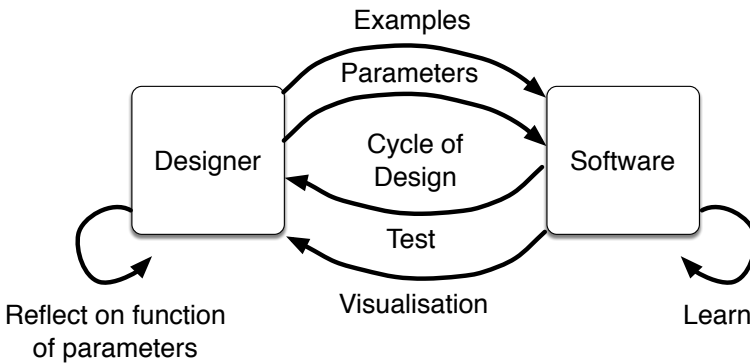 Examples
Parameters
Designer
Cycle of
Design
Software
Test
Visualisation
Reflect on function
of parameters
Learn